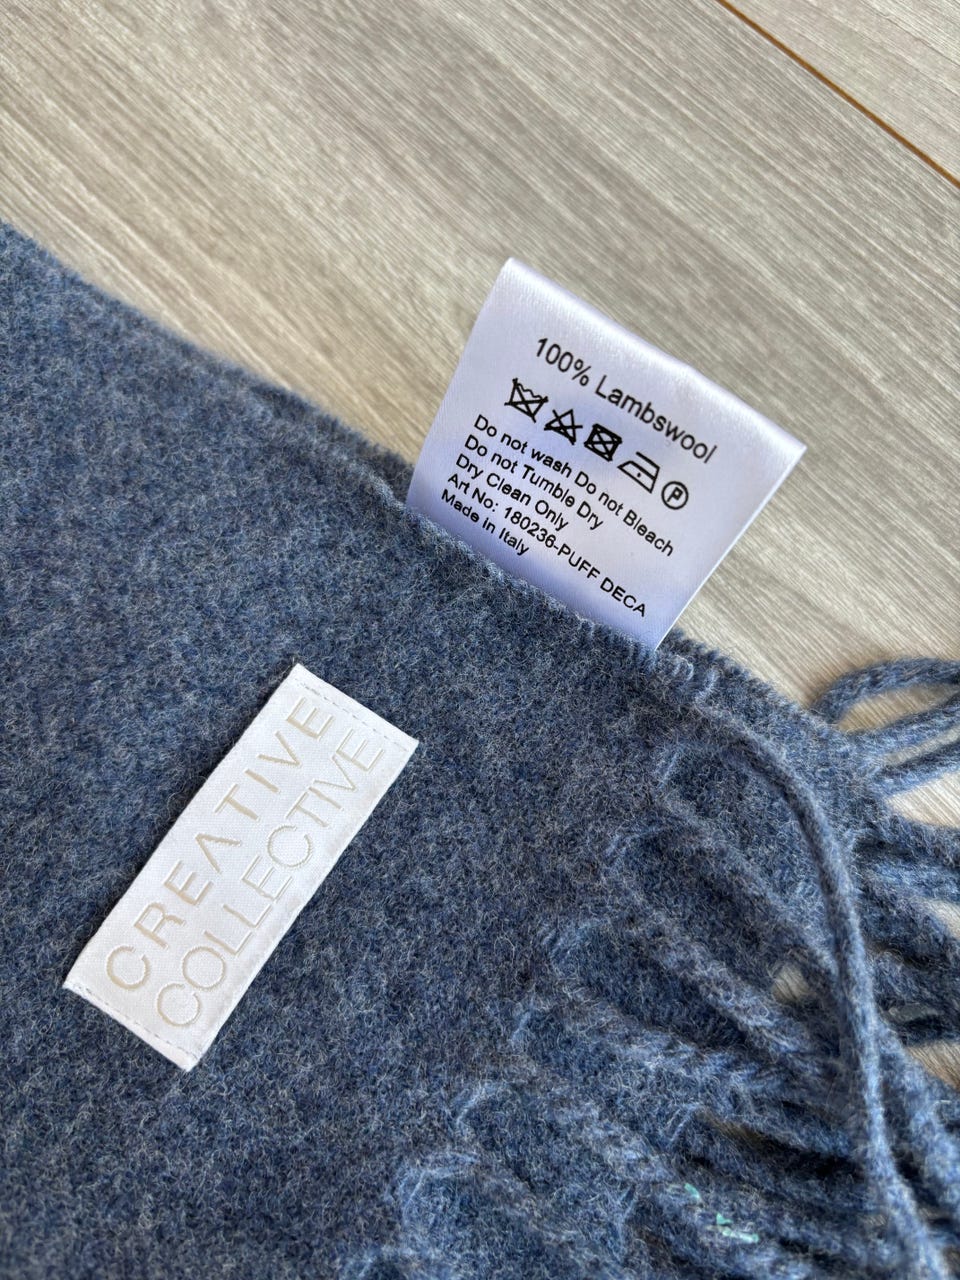 100% Lambswool
Do not wash Do not Bleach
Do not Tumble Dry
Dry Clean Only
Art No: 180236-PUFF DECA
Made in Italy
CREATIVE
COLLECTIVE